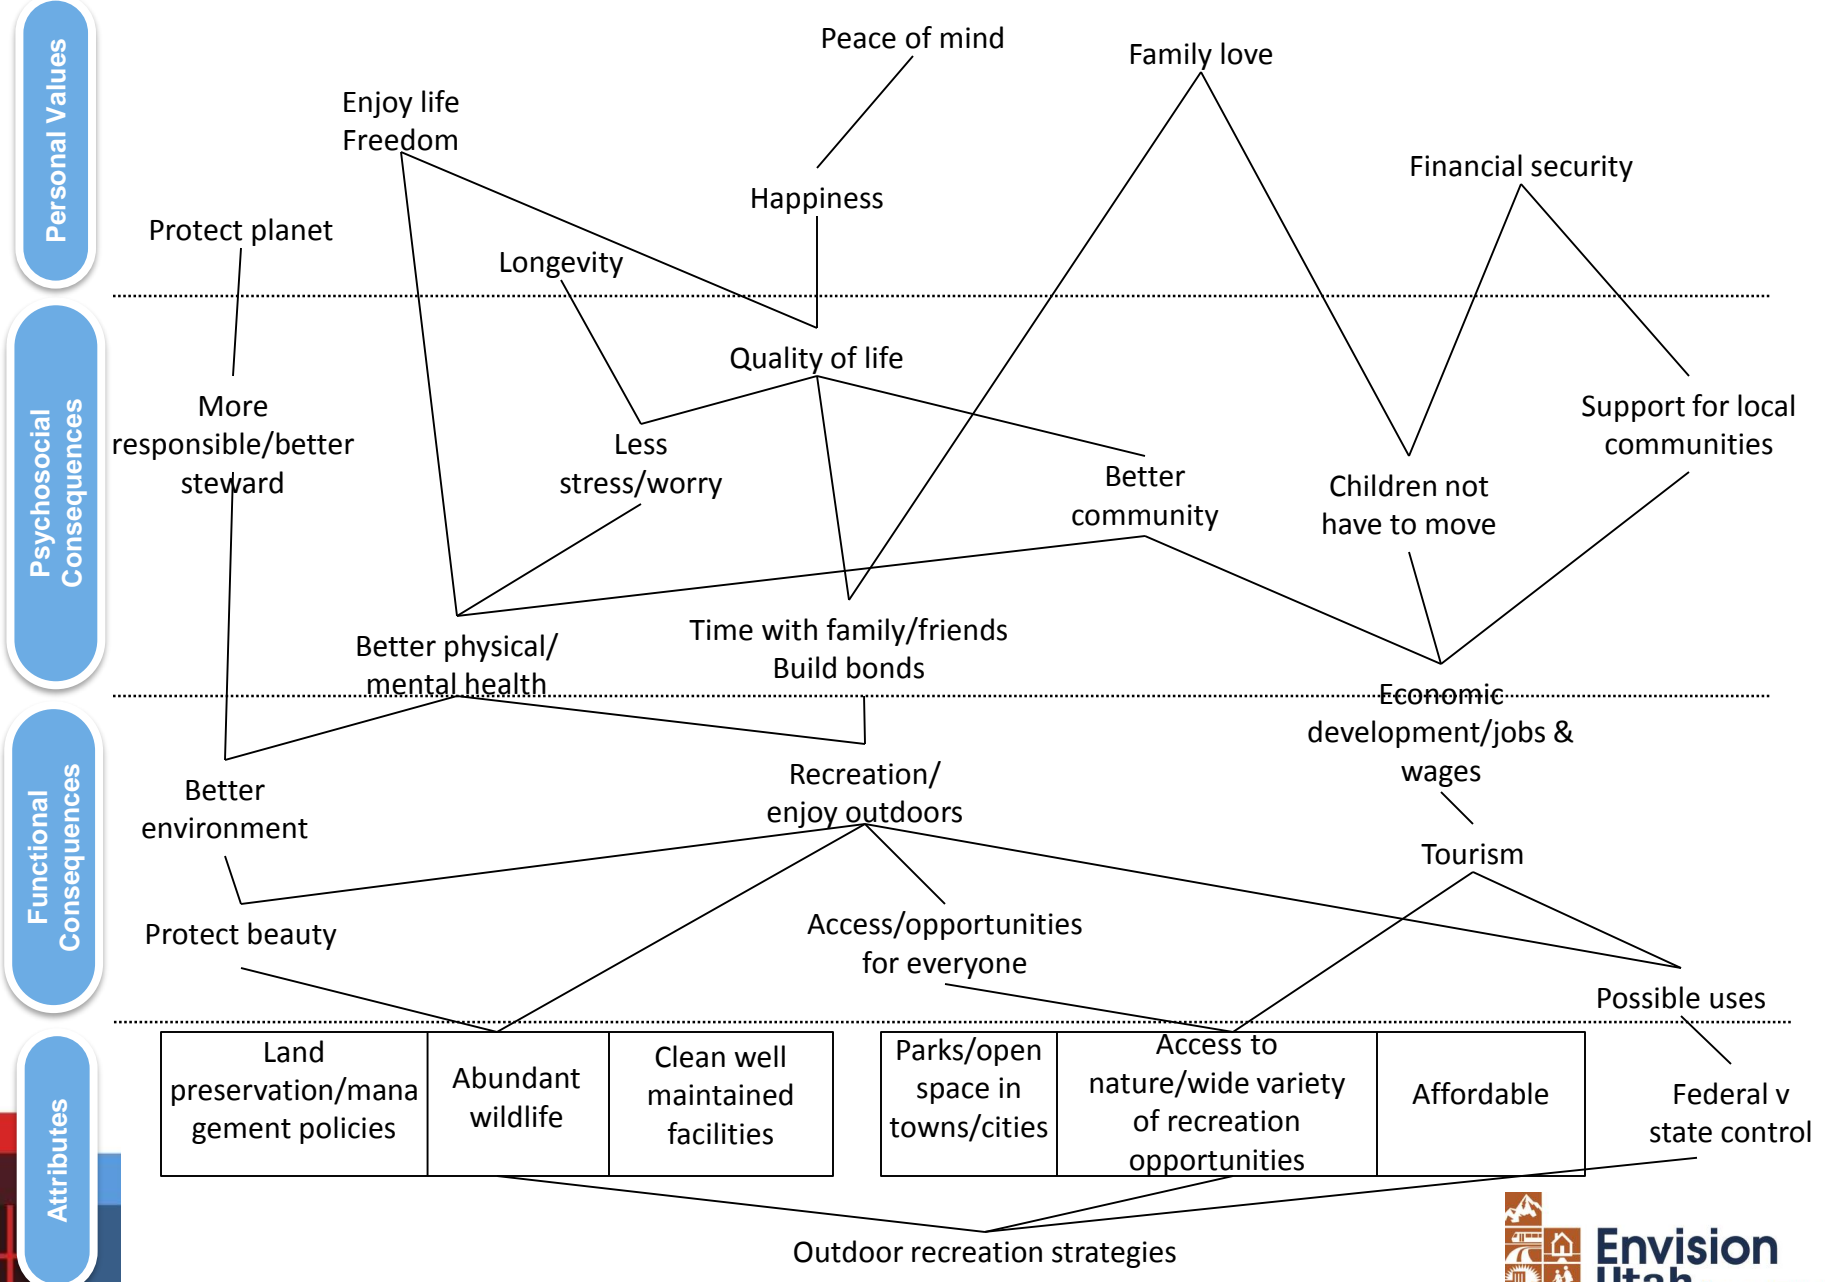 Personal Values
Peace of mind
Family love
Enjoy life
Freedom
Financial security
Happiness
Protect planet
Longevity
Psychosocial
Consequences
Quality of life
More
responsible/better
steward
Support for local
communities
Less
stress/worry
Better
community
Children not
have to move
Better physical/
mental health
Time with family/friends
Build bonds
Functional
Consequences
Economic
development/jobs &
wages
Better
environment
Recreation/
enjoy outdoors
Tourism
Protect beauty
Access/opportunities
for everyone
Possible uses
Attributes
Land
preservation/mana
gement policies
Abundant
wildlife
Clean well
maintained
facilities
Parks/open
space in
towns/cities
Access to
nature/wide variety
of recreation
opportunities
Affordable
Federal v
state control
Outdoor recreation strategies
Envision
Utah